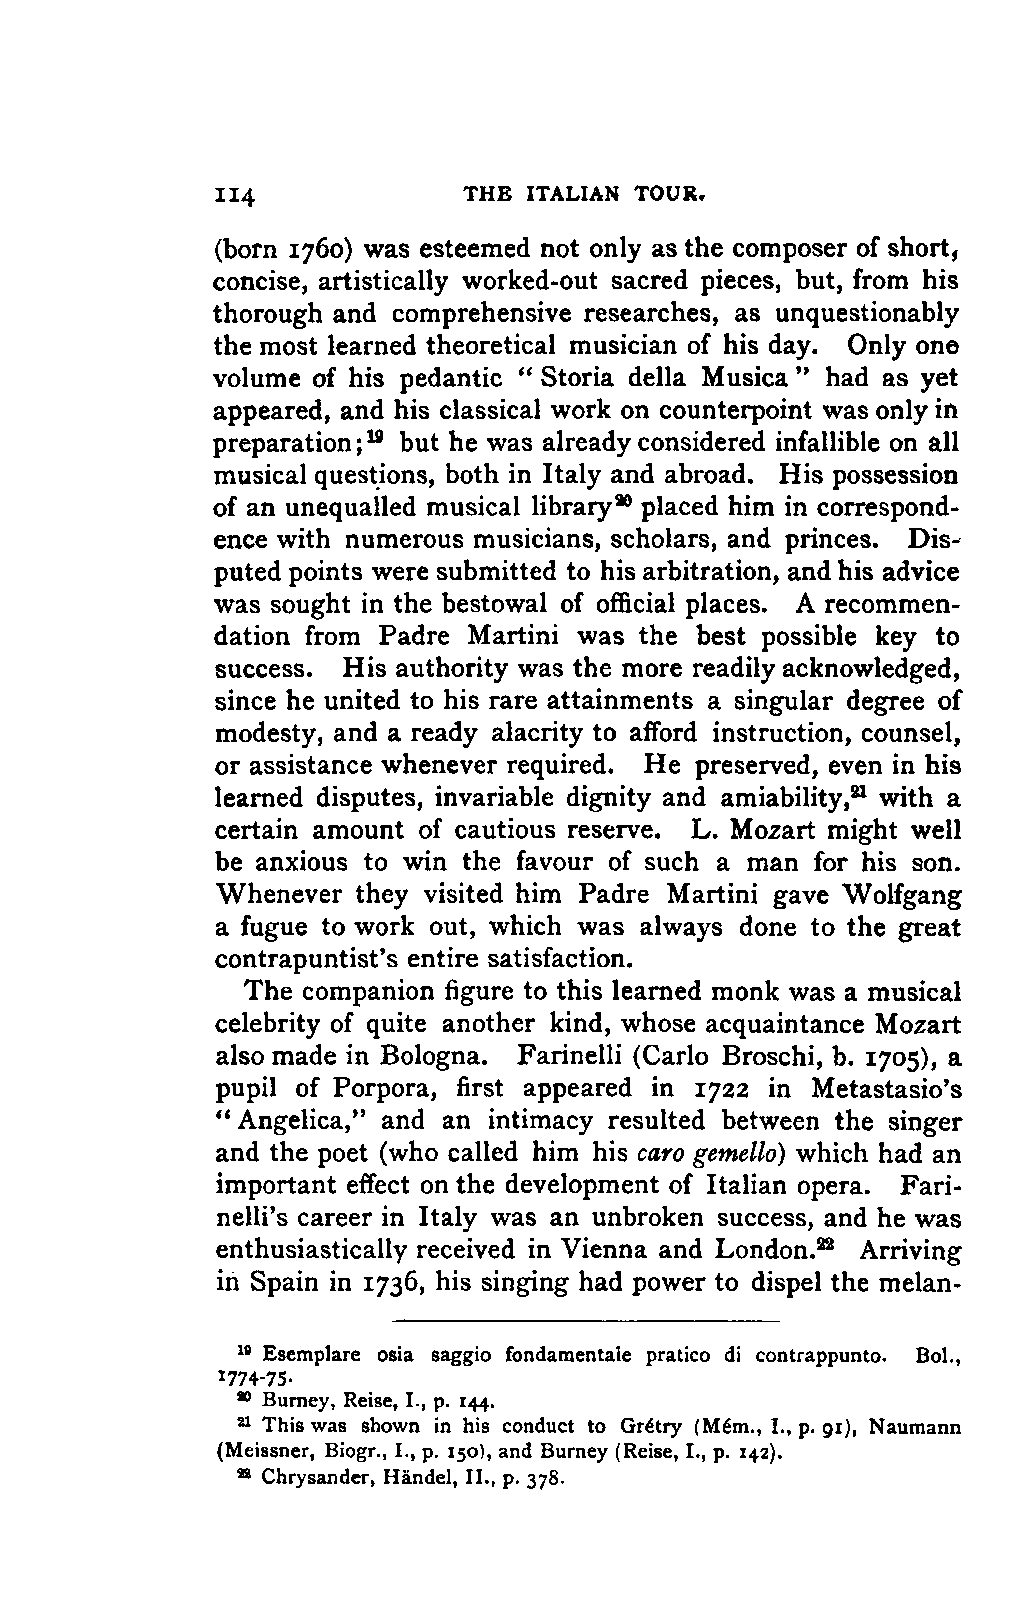 114 THE ITALIAN TOUR.
(born 1760) was esteemed not only as the composer of short,
concise, artistically worked-out sacred pieces, but, from his
thorough and comprehensive researches, as unquestionably
the most learned theoretical musician of his day. Only one
volume of his pedantic “Storia della Musica” had as yet
appeared, and his classical work on counterpoint was only in
preparation;¹⁹ but he was already considered infallible on all
musical questions, both in Italy and abroad. His possession
of an unequalled musical library²⁰ placed him in correspond-
ence with numerous musicians, scholars, and princes. Dis-
puted points were submitted to his arbitration, and his advice
was sought in the bestowal of official places. A recommen-
dation from Padre Martini was the best possible key to
success. His authority was the more readily acknowledged,
since he united to his rare attainments a singular degree of
modesty, and a ready alacrity to afford instruction, counsel,
or assistance whenever required. He preserved, even in his
learned disputes, invariable dignity and amiability,²¹ with a
certain amount of cautious reserve. L. Mozart might well
be anxious to win the favour of such a man for his son.
Whenever they visited him Padre Martini gave Wolfgang
a fugue to work out, which was always done to the great
contrapuntist’s entire satisfaction.
The companion figure to this learned monk was a musical
celebrity of quite another kind, whose acquaintance Mozart
also made in Bologna. Farinelli (Carlo Broschi, b. 1705), a
pupil of Porpora, first appeared in 1722 in Metastasio’s
“Angelica,” and an intimacy resulted between the singer
and the poet (who called him his caro gemello) which had an
important effect on the development of Italian opera. Fari-
nelli’s career in Italy was an unbroken success, and he was
enthusiastically received in Vienna and London.²² Arriving
in Spain in 1736, his singing had power to dispel the melan-
¹⁹ Esemplare osia saggio fondamentale pratico di contrappunto. Bol.,
1774-75.
²⁰ Burney, Reise, I., p. 144.
²¹ This was shown in his conduct to Grétry (Mém., I., p. 91), Naumann
(Meissner, Biogr., I., p. 150), and Burney (Reise, I., p. 142).
²² Chrysander, Händel, II., p. 378.